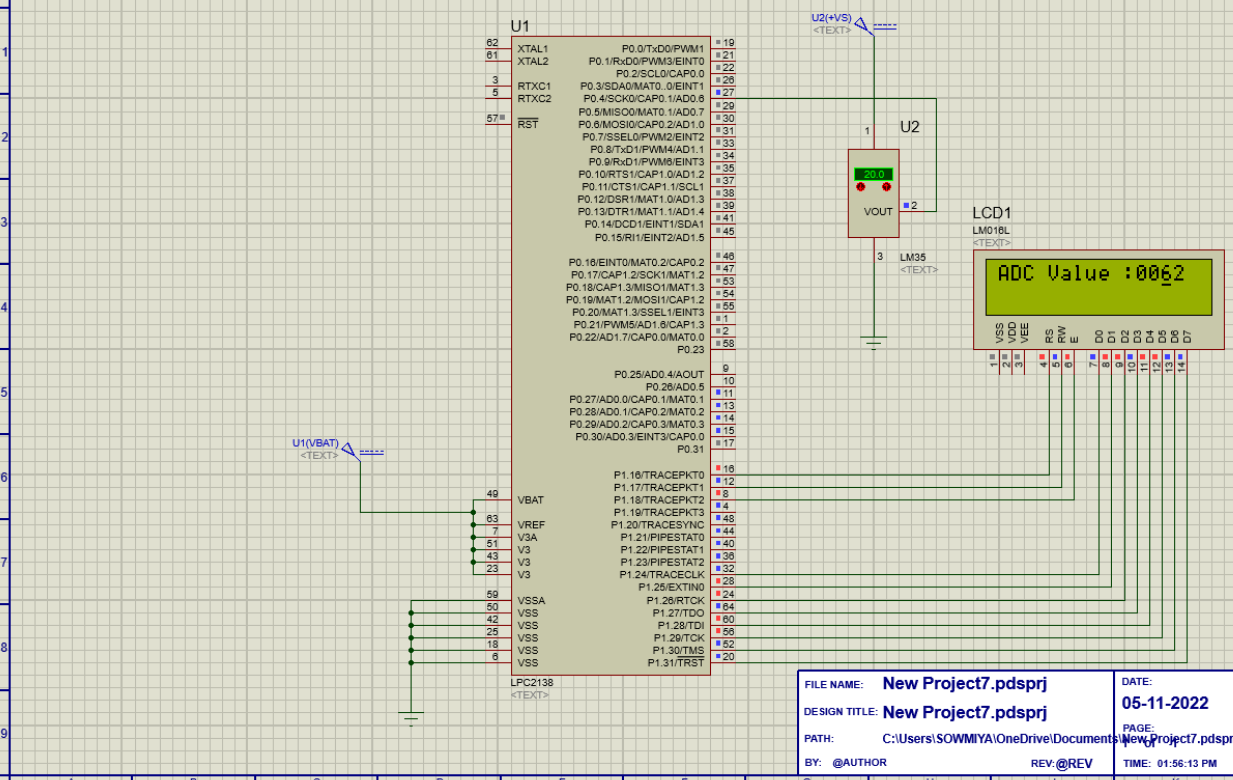 U1
62 XTAL1
61 XTAL2
3 RTXC1
5 RTXC2
57 RST
P0.0/TxD0/PWM1 19
P0.1/RxD0/PWM3/EINT0 21
P0.2/SCL0/CAP0.0 22
P0.3/SDA0/MAT0..0/EINT1 26
P0.4/SCK0/CAP0.1/AD0.6 27
P0.5/MISO0/MAT0.1/AD0.7 29
P0.6/MOSI0/CAP0.2/AD1.0 30
P0.7/SSEL0/PWM2/EINT2 31
P0.8/TxD1/PWM4/AD1.1 33
P0.9/RxD1/PWM6/EINT3 34
P0.10/RTS1/CAP1.0/AD1.2 35
P0.11/CTS1/CAP1.1/SCL1 37
P0.12/DSR1/MAT1.0/AD1.3 38
P0.13/DTR1/MAT1.1/AD1.4 39
P0.14/DCD1/EINT1/SDA1 41
P0.15/RI1/EINT2/AD1.5 45
P0.16/EINT0/MAT0.2/CAP0.2 46
P0.17/CAP1.2/SCK1/MAT1.2 47
P0.18/CAP1.3/MISO1/MAT1.3 53
P0.19/MAT1.2/MOSI1/CAP1.2 54
P0.20/MAT1.3/SSEL1/EINT3 55
P0.21/PWM5/AD1.6/CAP1.3 1
P0.22/AD1.7/CAP0.0/MAT0.0 2
P0.23 58
P0.25/AD0.4/AOUT 9
P0.26/AD0.5 10
P0.27/AD0.0/CAP0.1/MAT0.1 11
P0.28/AD0.1/CAP0.2/MAT0.2 13
P0.29/AD0.2/CAP0.3/MAT0.3 14
P0.30/AD0.3/EINT3/CAP0.0 15
P0.31 17
P1.16/TRACEPKT0 16
P1.17/TRACEPKT1 12
P1.18/TRACEPKT2 8
P1.19/TRACEPKT3 4
P1.20/TRACESYNC 48
P1.21/PIPESTAT0 44
P1.22/PIPESTAT1 40
P1.23/PIPESTAT2 36
P1.24/TRACECLK 32
P1.25/EXTIN0 28
P1.26/RTCK 24
P1.27/TDO 64
P1.28/TDI 60
P1.29/TCK 56
P1.30/TMS 52
P1.31/TRST 20
U1(VBAT)
<TEXT>
49 VBAT
63 VREF
7 V3A
51 V3
43 V3
23 V3
59 VSSA
50 VSS
42 VSS
25 VSS
18 VSS
6 VSS
LPC2138
<TEXT>
U2(+VS)
<TEXT>
1
U2
20.0
VOUT 2
3
LM35
<TEXT>
LCD1
LM016L
<TEXT>
ADC Value :0062
VSS VDD VEE RS RW E D0 D1 D2 D3 D4 D5 D6 D7
1 2 3 4 5 6 7 8 9 10 11 12 13 14
FILE NAME: New Project7.pdsprj
DESIGN TITLE: New Project7.pdsprj
PATH: C:\Users\SOWMIYA\OneDrive\Documents\New Project7.pdspr
BY: @AUTHOR REV:@REV
DATE:
05-11-2022
PAGE:
TIME: 01:56:13 PM
1
2
3
4
5
6
7
8
9